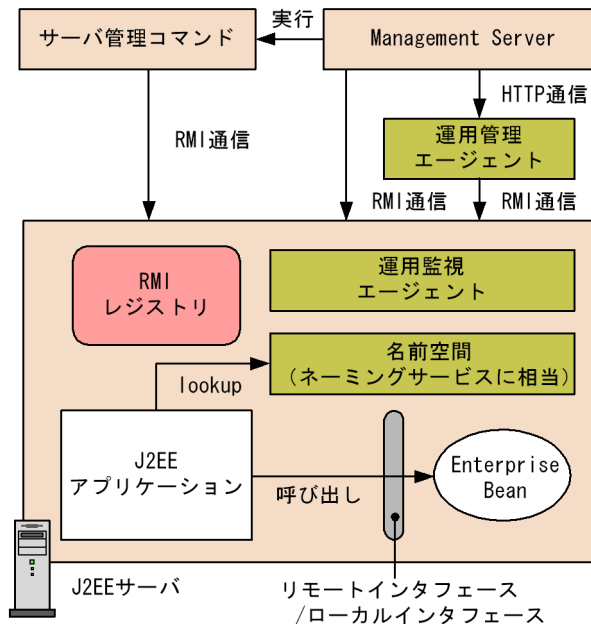 実行
サーバ管理コマンド
Management Server
HTTP通信
RMI通信
運用管理
エージェント
RMI通信
RMI通信
RMI
レジストリ
運用監視
エージェント
名前空間
(ネーミングサービスに相当)
lookup
J2EE
アプリケーション
呼び出し
Enterprise
Bean
J2EEサーバ
リモートインタフェース
/ローカルインタフェース